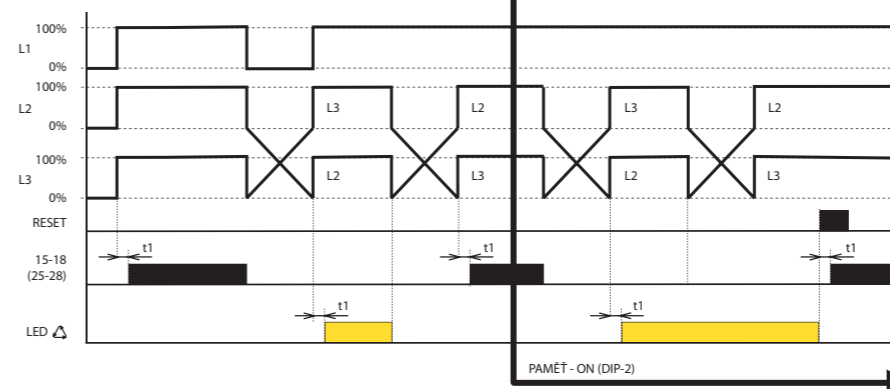 100%
L1
0%
100%
L2
L3
L2
L3
L2
0%
100%
L3
L2
L3
L2
L3
0%
RESET
15-18
(25-28)
t1
t1
t1
LED
t1
t1
PAMĚŤ - ON (DIP-2)